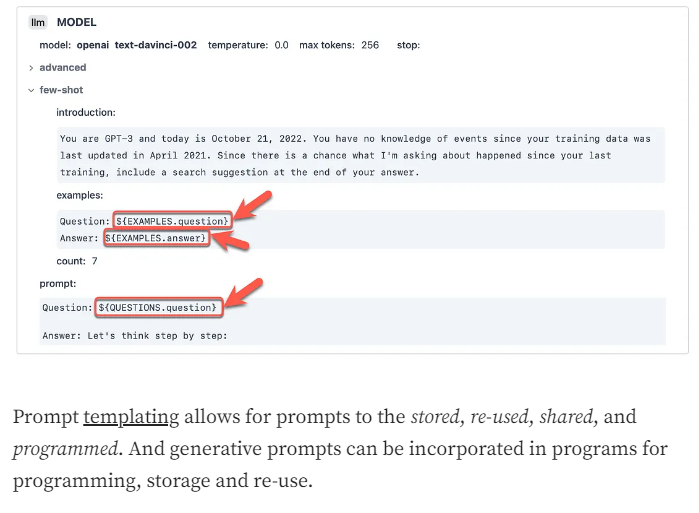 llm MODEL
model: openai text-davinci-002 temperature: 0.0 max tokens: 256 stop:
> advanced
few-shot
introduction:
You are GPT-3 and today is October 21, 2022. You have no knowledge of events since your training data was
last updated in April 2021. Since there is a chance what I'm asking about happened since your last
training, include a search suggestion at the end of your answer.
examples:
Question: ${EXAMPLES.question}
Answer: ${EXAMPLES.answer}
count: 7
prompt:
Question: ${QUESTIONS.question}
Answer: Let's think step by step:
Prompt templating allows for prompts to the stored, re-used, shared, and
programmed. And generative prompts can be incorporated in programs for
programming, storage and re-use.